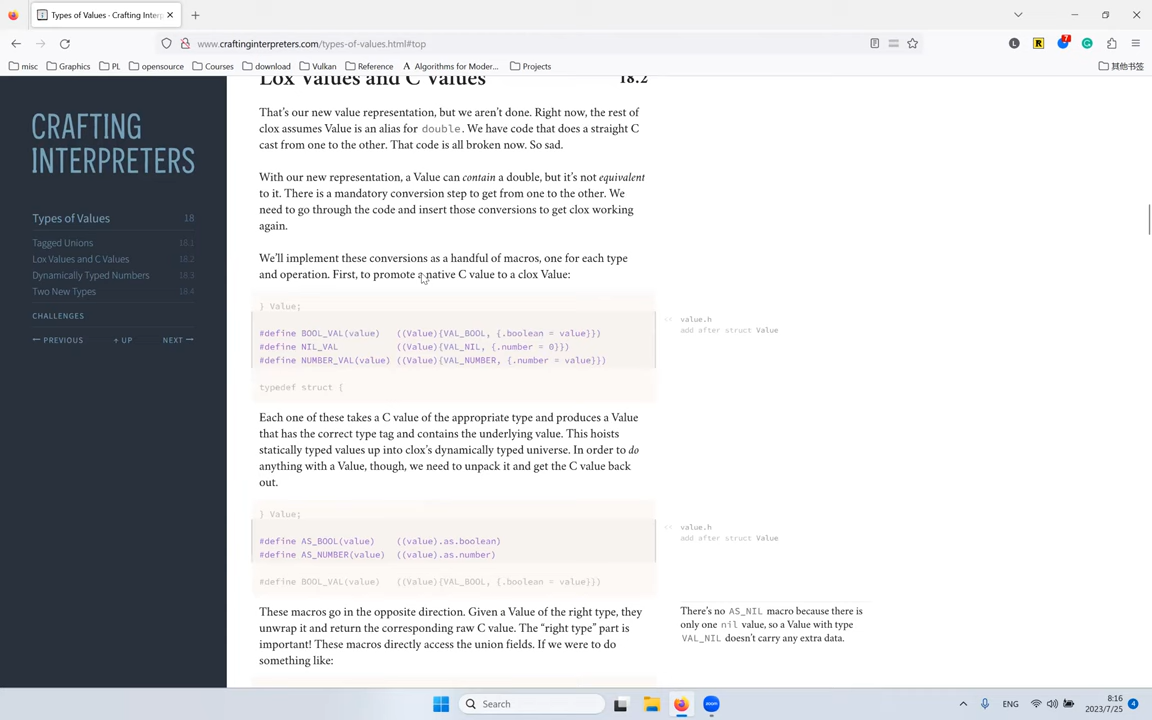 Types of Values - Crafting Interp
www.craftinginterpreters.com/types-of-values.html#top
L
R
7
misc
Graphics
PL
opensource
Courses
download
Vulkan
Reference
Algorithms for Moder...
Projects
其他书签
CRAFTING
INTERPRETERS
Types of Values 18
Tagged Unions 18.1
Lox Values and C Values 18.2
Dynamically Typed Numbers 18.3
Two New Types 18.4
CHALLENGES
← PREVIOUS
↑ UP
NEXT →
Lox Values and C Values 18.2
That's our new value representation, but we aren't done. Right now, the rest of
clox assumes Value is an alias for double. We have code that does a straight C
cast from one to the other. That code is all broken now. So sad.
With our new representation, a Value can contain a double, but it's not equivalent
to it. There is a mandatory conversion step to get from one to the other. We
need to go through the code and insert those conversions to get clox working
again.
We'll implement these conversions as a handful of macros, one for each type
and operation. First, to promote a native C value to a clox Value:
} Value;
#define BOOL_VAL(value) ((Value){VAL_BOOL, {.boolean = value}})
#define NIL_VAL ((Value){VAL_NIL, {.number = 0}})
#define NUMBER_VAL(value) ((Value){VAL_NUMBER, {.number = value}})
typedef struct {
<< value.h
add after struct Value
Each one of these takes a C value of the appropriate type and produces a Value
that has the correct type tag and contains the underlying value. This hoists
statically typed values up into clox's dynamically typed universe. In order to do
anything with a Value, though, we need to unpack it and get the C value back
out.
} Value;
#define AS_BOOL(value) ((value).as.boolean)
#define AS_NUMBER(value) ((value).as.number)
#define BOOL_VAL(value) ((Value){VAL_BOOL, {.boolean = value}})
<< value.h
add after struct Value
These macros go in the opposite direction. Given a Value of the right type, they
unwrap it and return the corresponding raw C value. The “right type” part is
important! These macros directly access the union fields. If we were to do
something like:
There's no AS_NIL macro because there is
only one nil value, so a Value with type
VAL_NIL doesn't carry any extra data.
Search
zoom
ENG
8:16
2023/7/25
4